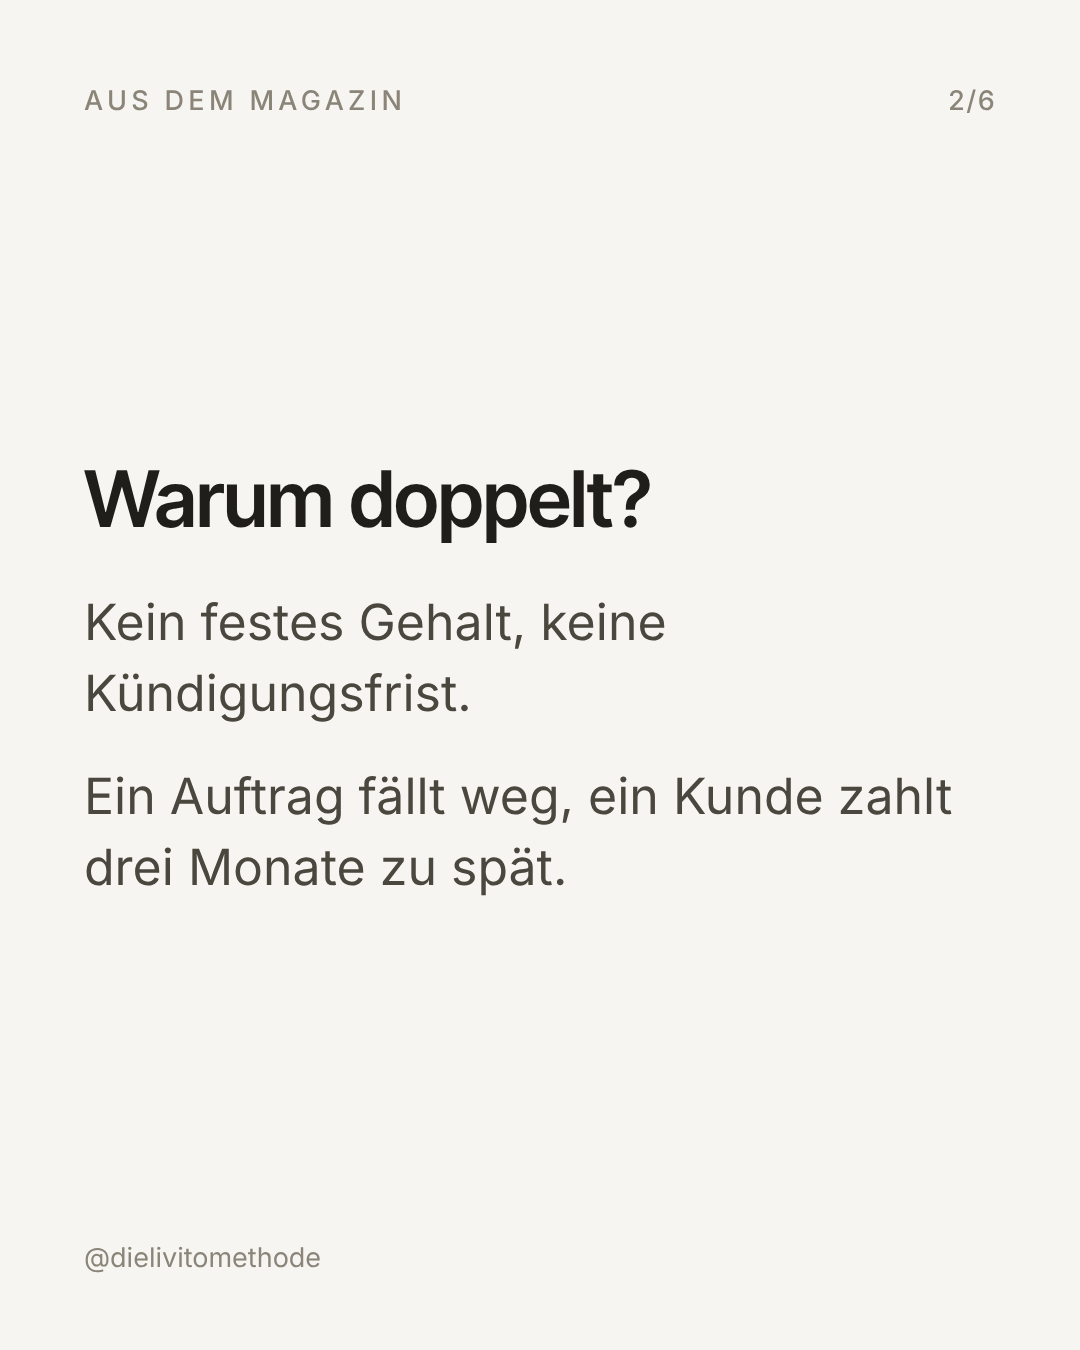 AUS DEM MAGAZIN
2/6
Warum doppelt?
Kein festes Gehalt, keine
Kündigungsfrist.
Ein Auftrag fällt weg, ein Kunde zahlt
drei Monate zu spät.
@dielivitomethode